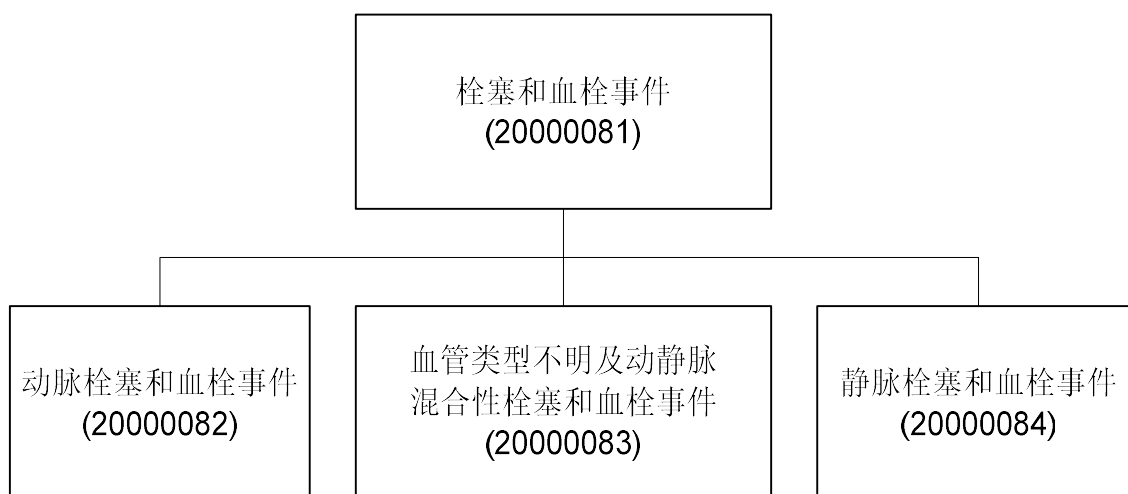 栓塞和血栓事件
(20000081)
动脉栓塞和血栓事件
(20000082)
血管类型不明及动静脉
混合性栓塞和血栓事件
(20000083)
静脉栓塞和血栓事件
(20000084)